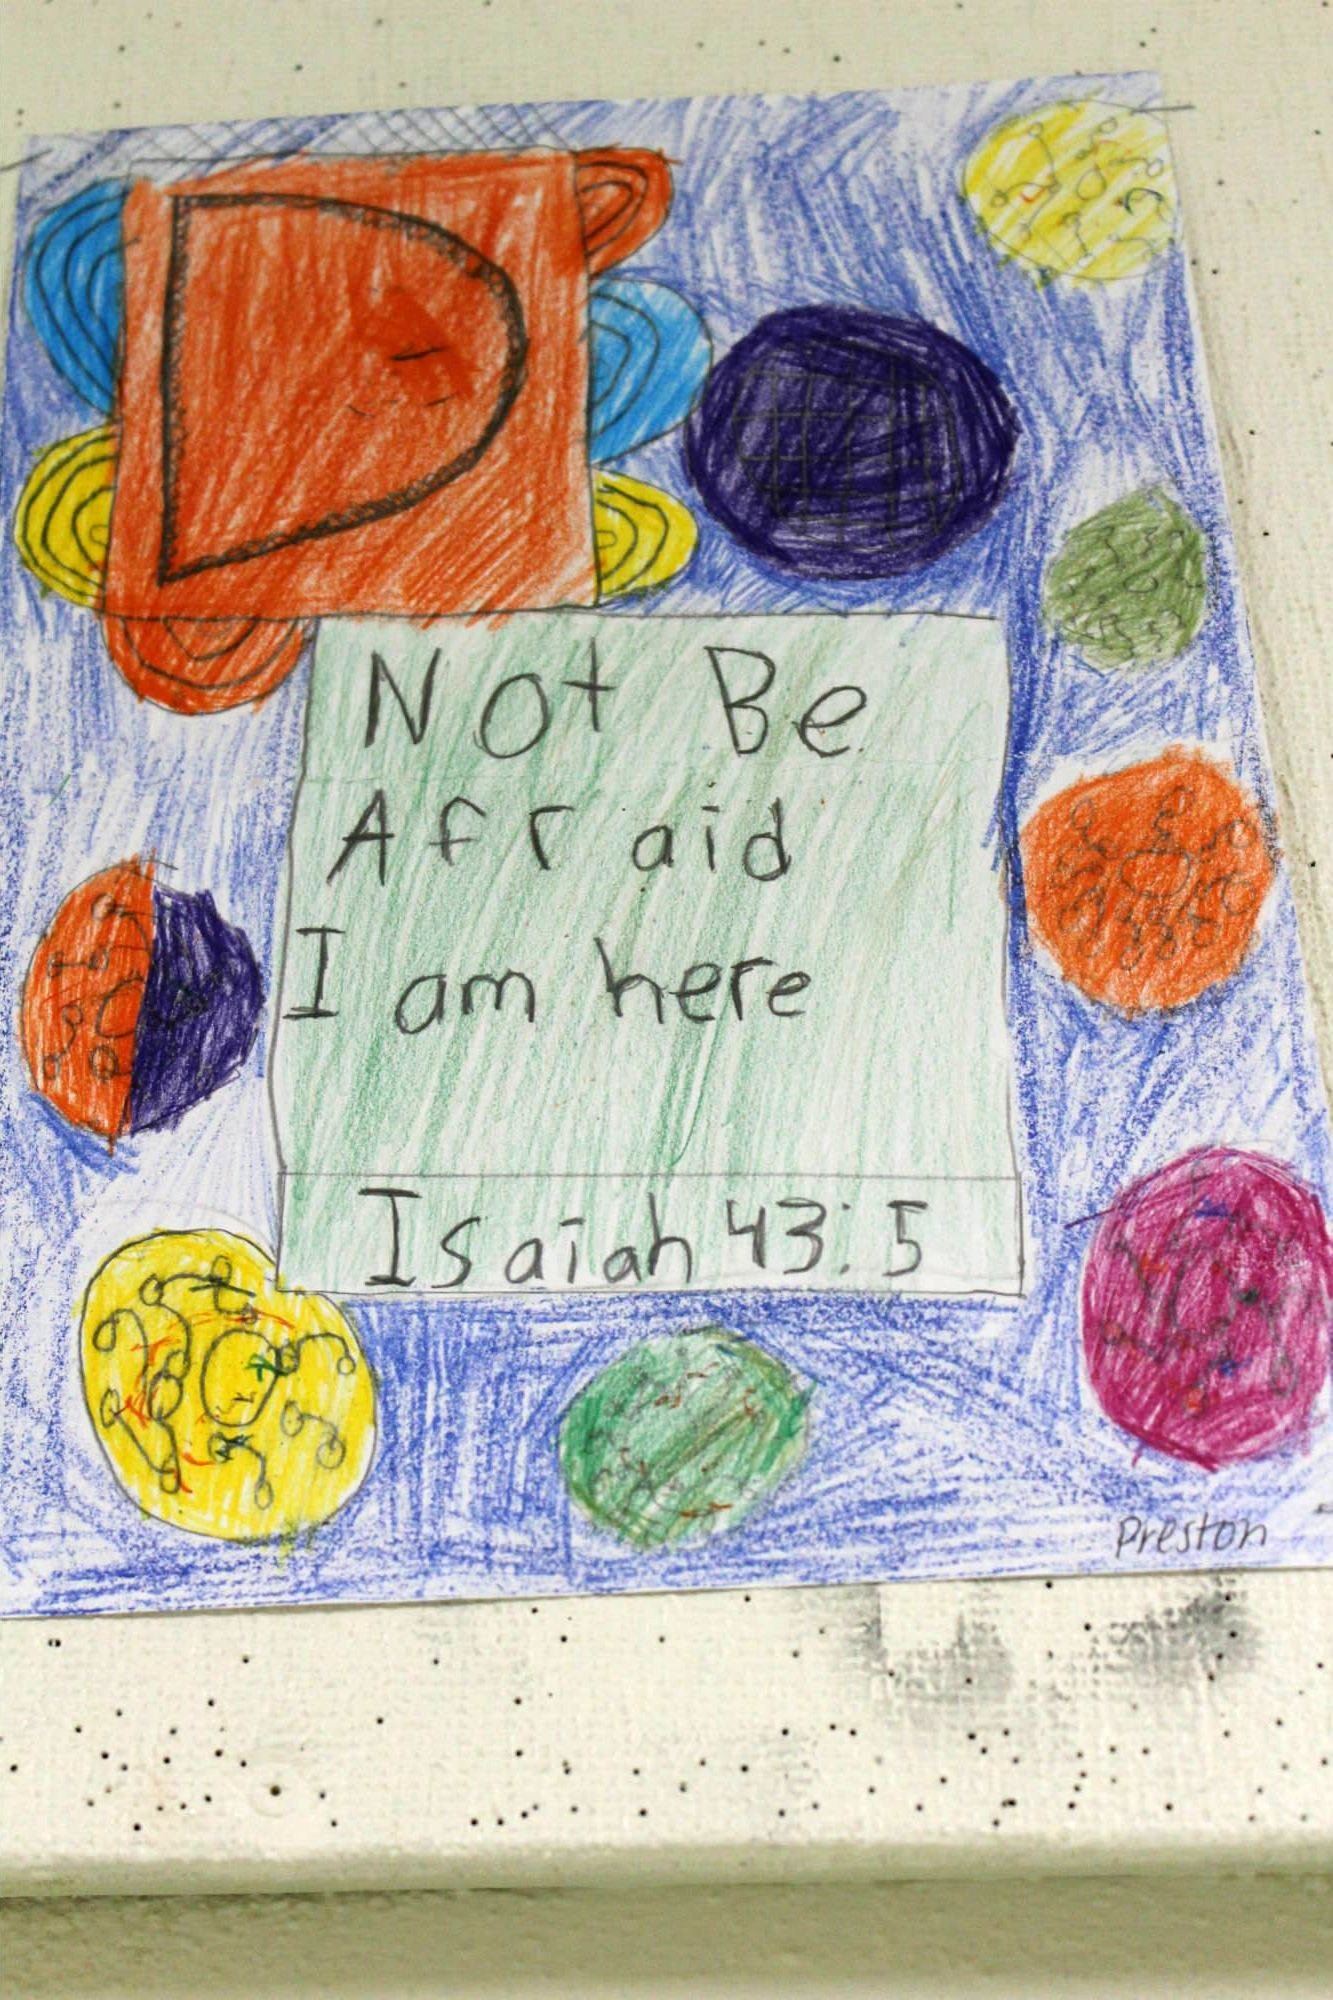 D
Not Be
Afraid
I am here
Isaiah 43:5
Preston